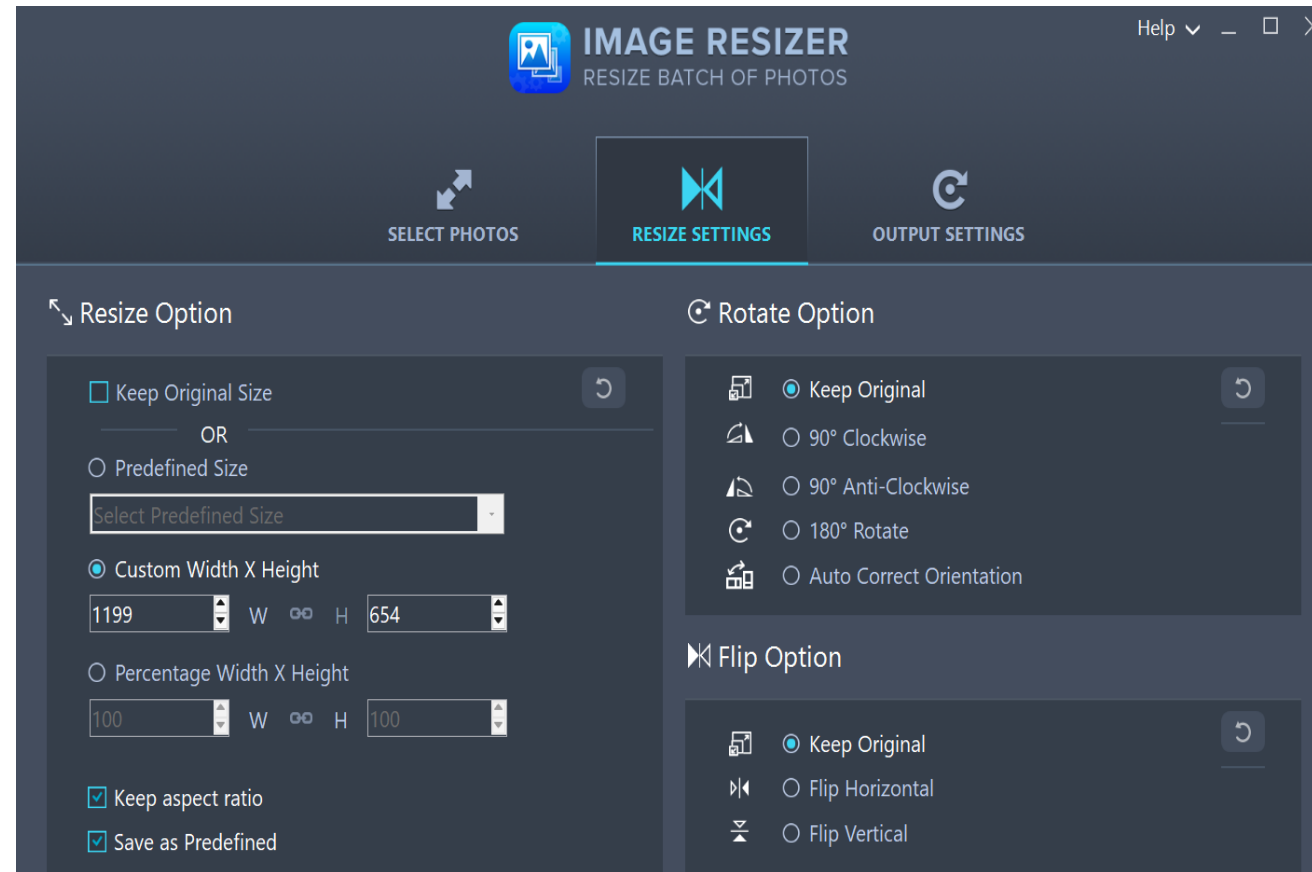 IMAGE RESIZER
RESIZE BATCH OF PHOTOS
Help
SELECT PHOTOS
RESIZE SETTINGS
OUTPUT SETTINGS
Resize Option
Keep Original Size
OR
Predefined Size
Select Predefined Size
Custom Width X Height
1199 W H 654
Percentage Width X Height
100 W H 100
Keep aspect ratio
Save as Predefined
Rotate Option
Keep Original
90° Clockwise
90° Anti-Clockwise
180° Rotate
Auto Correct Orientation
Flip Option
Keep Original
Flip Horizontal
Flip Vertical